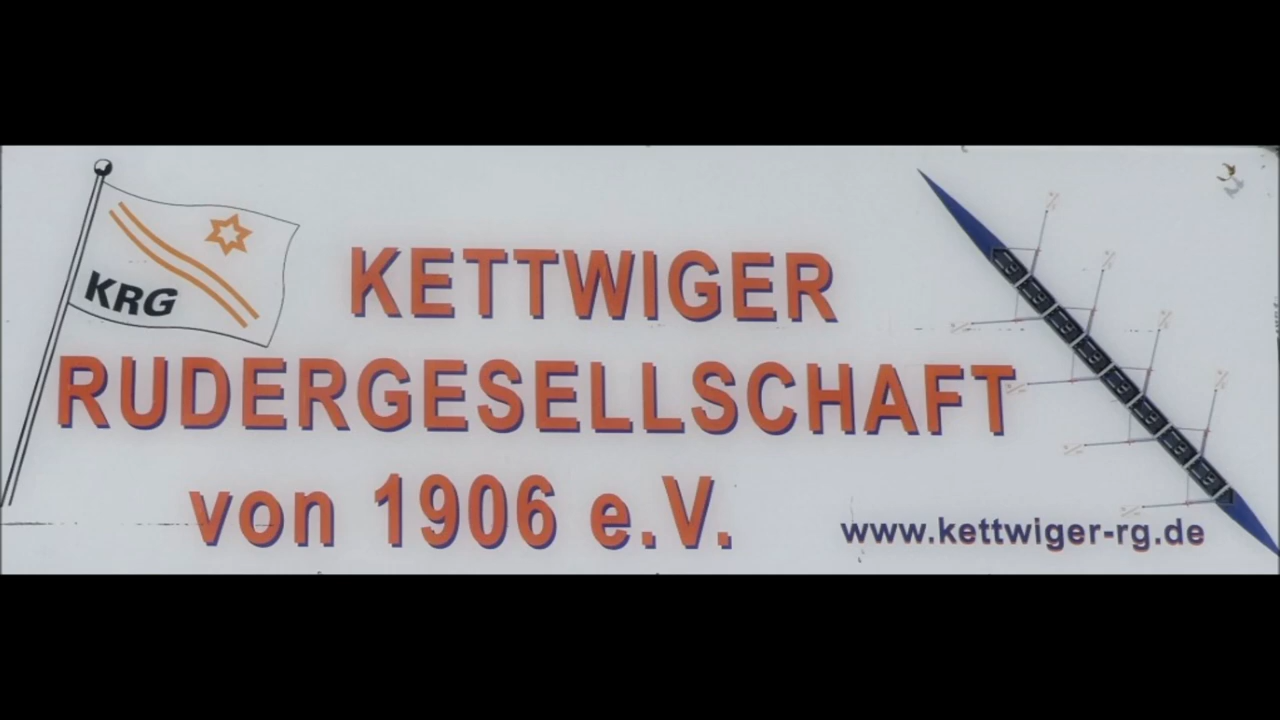 KRG
KETTWIGER
RUDERGESELLSCHAFT
von 1906 e.V.
www.kettwiger-rg.de